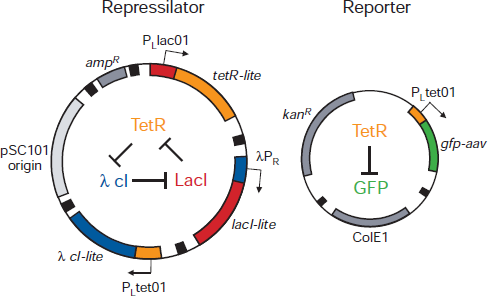 Repressilator
Reporter
PLlac01
ampR
tetR-lite
PLtet01
kanR
TetR
TetR
pSC101
origin
λPR
gfp-aav
λ cI
LacI
GFP
lacI-lite
ColE1
λ cI-lite
PLtet01